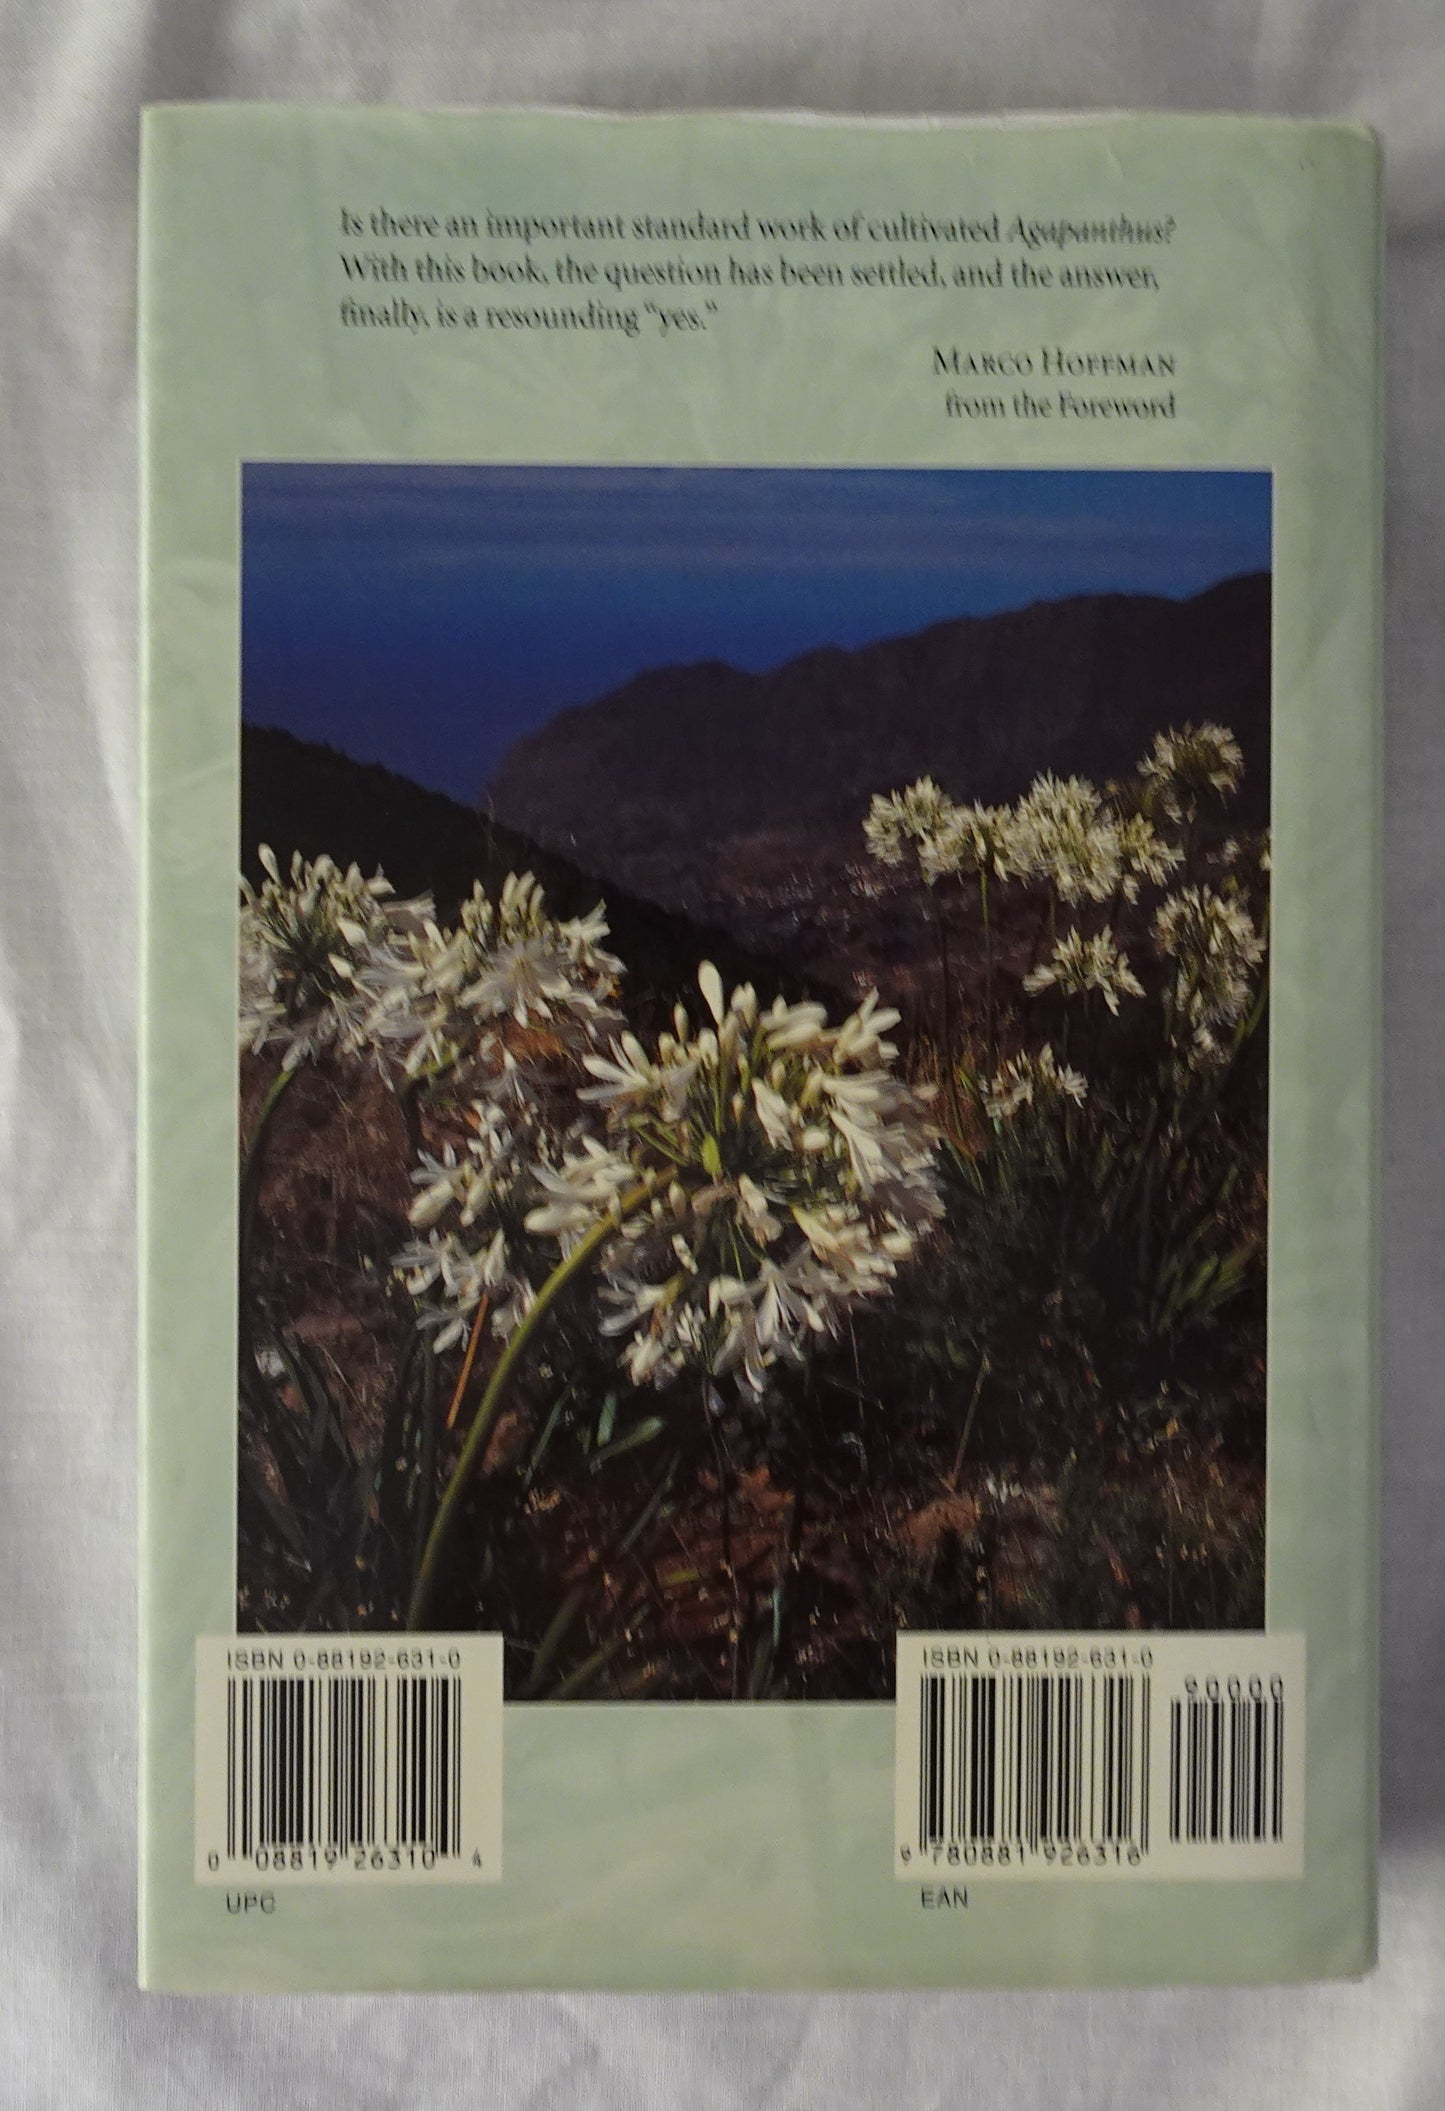 Is there an important standard work of cultivated Agapanthus?
With this book, the question has been settled, and the answer,
finally, is a resounding "yes."
MARCO HOFFMAN
from the Foreword
ISBN 0-88192-631-0
0 08819 26310 4
UPC
ISBN 0-88192-631-0
90000
9 780881 926316
EAN